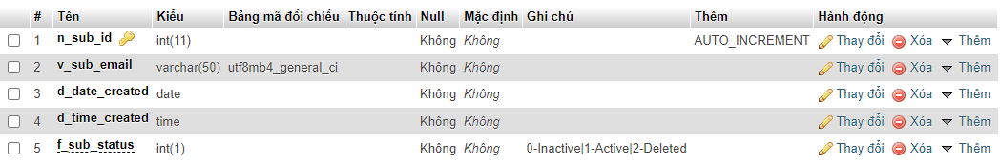 # Tên Kiểu Bảng mã đối chiếu Thuộc tính Null Mặc định Ghi chú Thêm Hành động
1 n_sub_id int(11) Không Không AUTO_INCREMENT Thay đổi Xóa Thêm
2 v_sub_email varchar(50) utf8mb4_general_ci Không Không Thay đổi Xóa Thêm
3 d_date_created date Không Không Thay đổi Xóa Thêm
4 d_time_created time Không Không Thay đổi Xóa Thêm
5 f_sub_status int(1) Không Không 0-Inactive|1-Active|2-Deleted Thay đổi Xóa Thêm